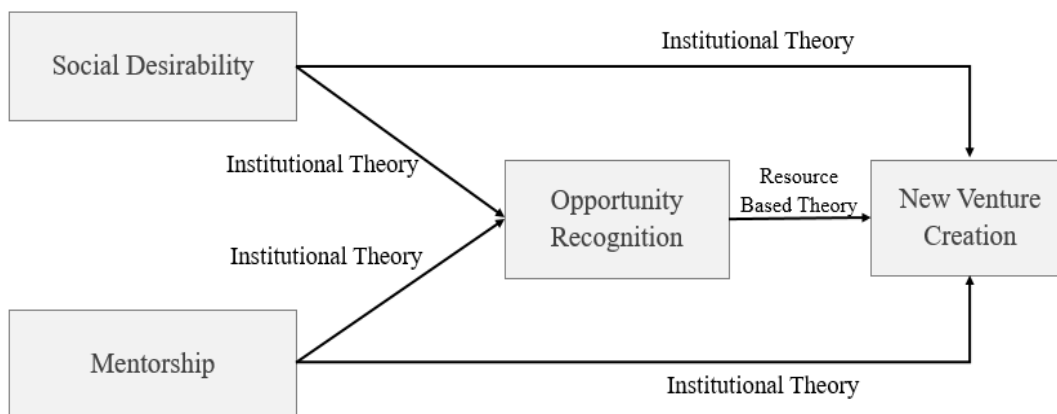 Institutional Theory
Social Desirability
Institutional Theory
Resource
Based Theory
Opportunity
Recognition
New Venture
Creation
Institutional Theory
Mentorship
Institutional Theory